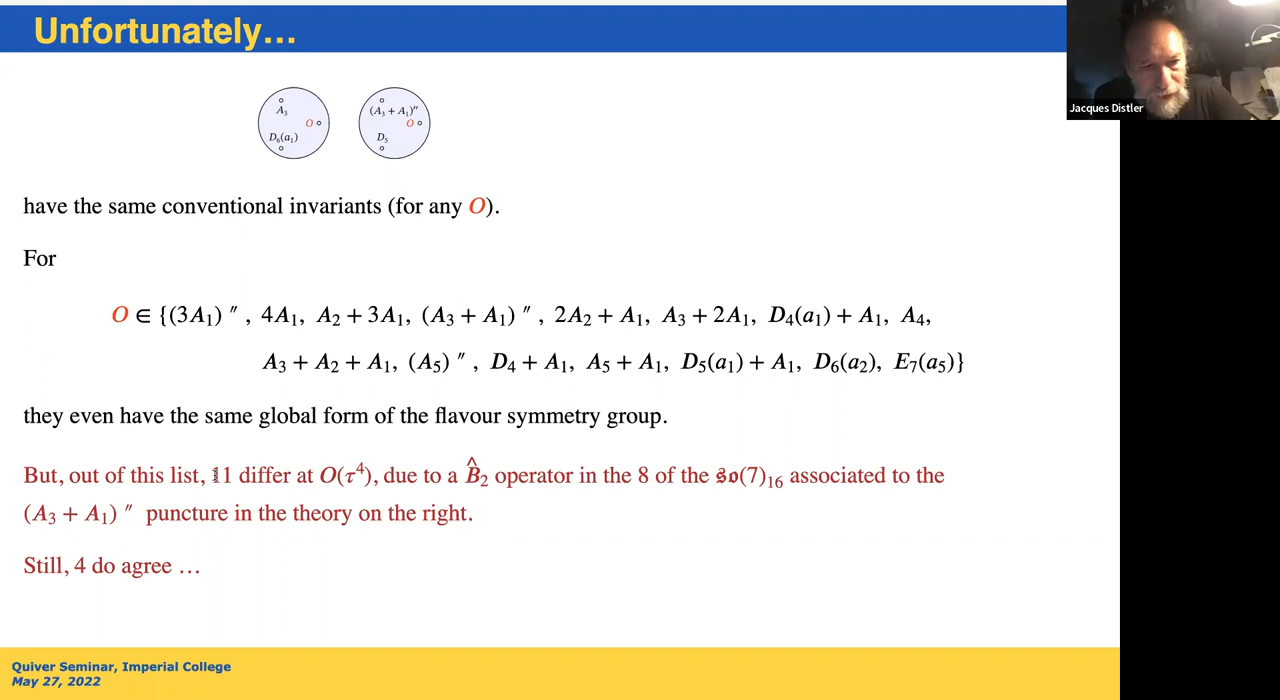 Unfortunately...
Jacques Distler
A₃ O D₆(a₁)
(A₃ + A₁)″ O D₅
have the same conventional invariants (for any O).
For
O ∈ {(3A₁)″, 4A₁, A₂ + 3A₁, (A₃ + A₁)″, 2A₂ + A₁, A₃ + 2A₁, D₄(a₁) + A₁, A₄,
A₃ + A₂ + A₁, (A₅)″, D₄ + A₁, A₅ + A₁, D₅(a₁) + A₁, D₆(a₂), E₇(a₅)}
they even have the same global form of the flavour symmetry group.
But, out of this list, 11 differ at O(τ⁴), due to a B̂₂ operator in the 8 of the 𝔰𝔬(7)₁₆ associated to the
(A₃ + A₁)″ puncture in the theory on the right.
Still, 4 do agree ...
Quiver Seminar, Imperial College
May 27, 2022